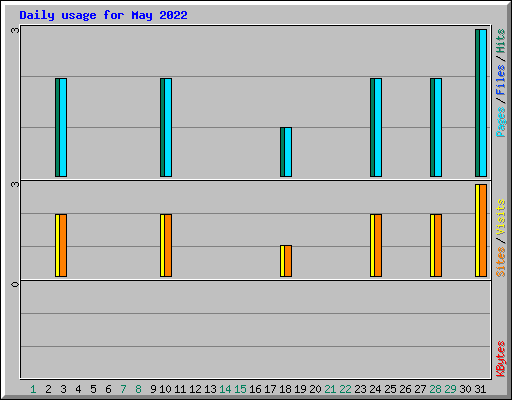 Daily usage for May 2022
3
Pages / Files / Hits
3
Sites / Visits
0
KBytes
1 2 3 4 5 6 7 8 9 10 11 12 13 14 15 16 17 18 19 20 21 22 23 24 25 26 27 28 29 30 31